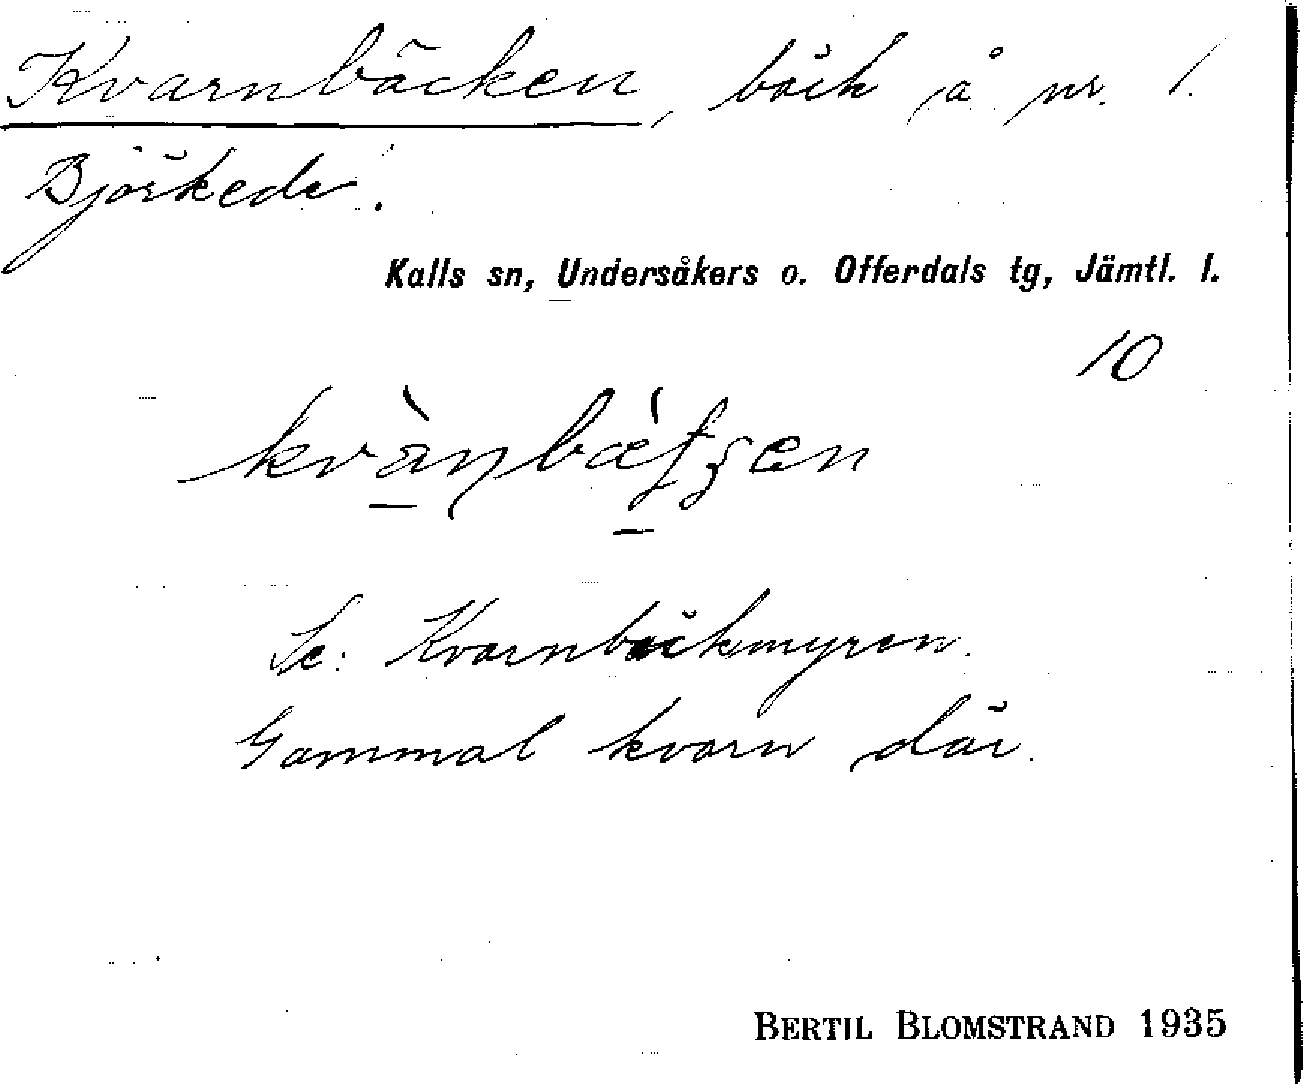 Kvarnbäcken, bäck å nr. 1.
Björkede.
Kalls sn, Undersåkers o. Offerdals tg, Jämtl. l.
10
Se: Kvarnbäckmyren.
Gammal kvarn där.
BERTIL BLOMSTRAND 1935